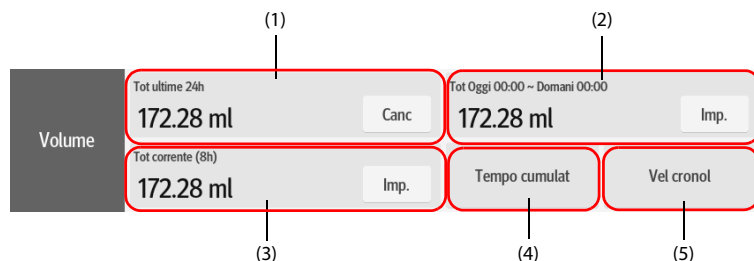 (1)
(2)
Tot ultime 24h
172.28 ml
Canc
Tot Oggi 00:00 ~ Domani 00:00
172.28 ml
Imp.
Volume
Tot corrente (8h)
172.28 ml
Imp.
Tempo cumulat
Vel cronol
(3)
(4)
(5)